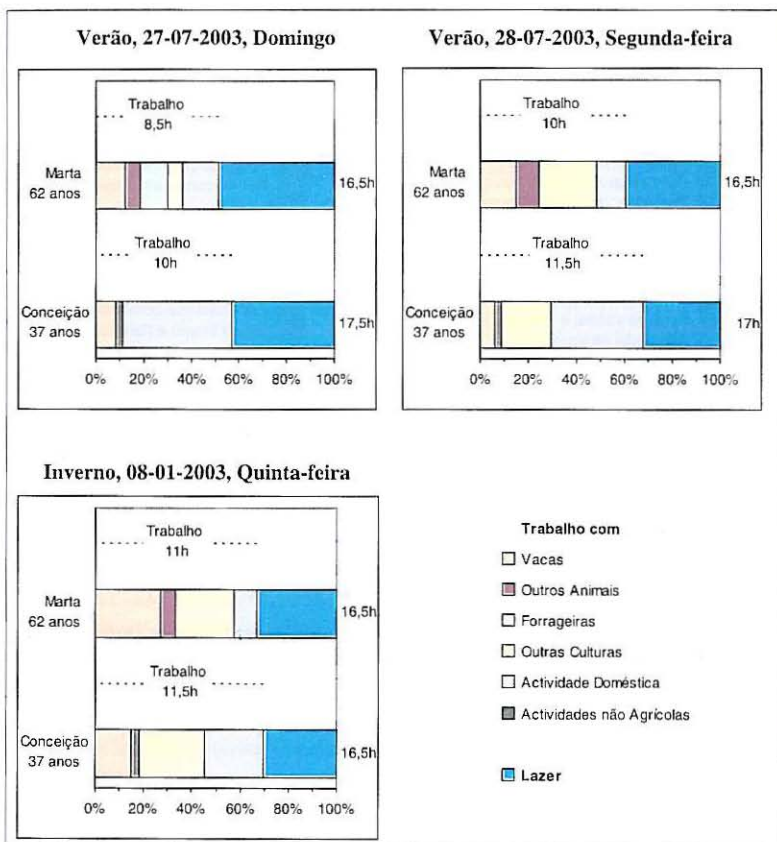 Verão, 27-07-2003, Domingo
Trabalho
8,5h
Marta
62 anos
16,5h
Trabalho
10h
Conceição
37 anos
17,5h
0% 20% 40% 60% 80% 100%
Verão, 28-07-2003, Segunda-feira
Trabalho
10h
Marta
62 anos
16,5h
Trabalho
11,5h
Conceição
37 anos
17h
0% 20% 40% 60% 80% 100%
Inverno, 08-01-2003, Quinta-feira
Trabalho
11h
Marta
62 anos
16,5h
Trabalho
11,5h
Conceição
37 anos
16,5h
0% 20% 40% 60% 80% 100%
Trabalho com
Vacas
Outros Animais
Forrageiras
Outras Culturas
Actividade Doméstica
Actividades não Agrícolas
Lazer